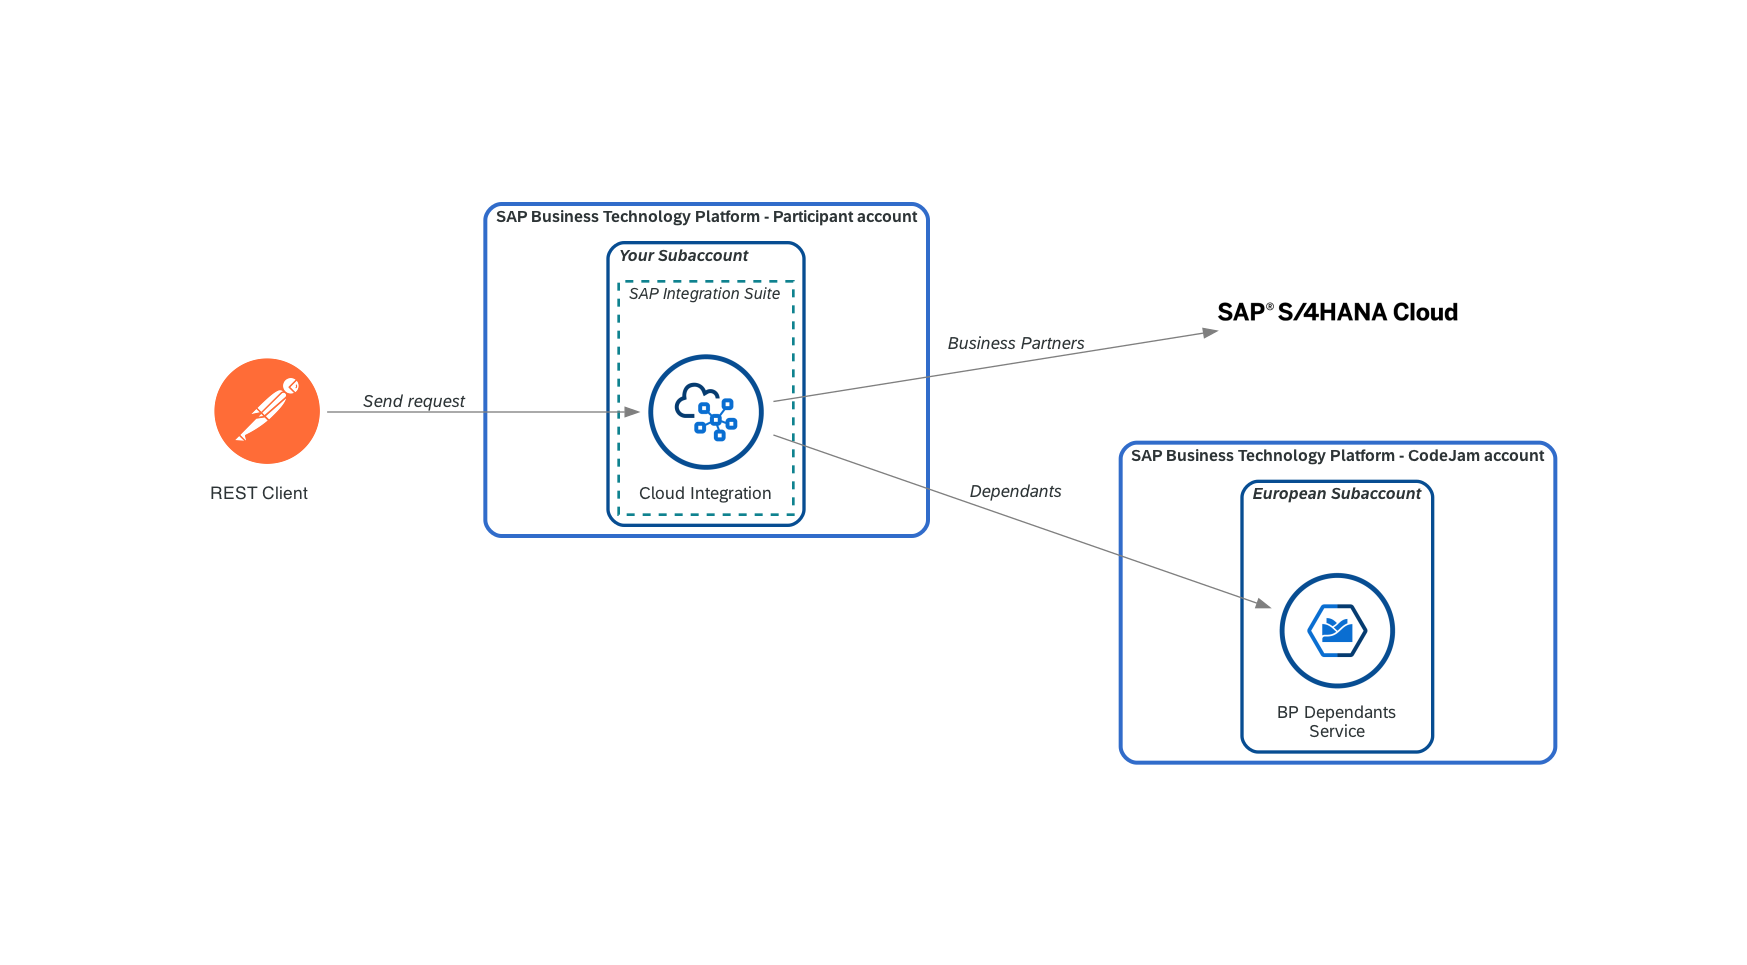 SAP Business Technology Platform - Participant account
Your Subaccount
SAP Integration Suite
SAP® S/4HANA Cloud
Business Partners
Send request
REST Client
Cloud Integration
Dependants
SAP Business Technology Platform - CodeJam account
European Subaccount
BP Dependants
Service